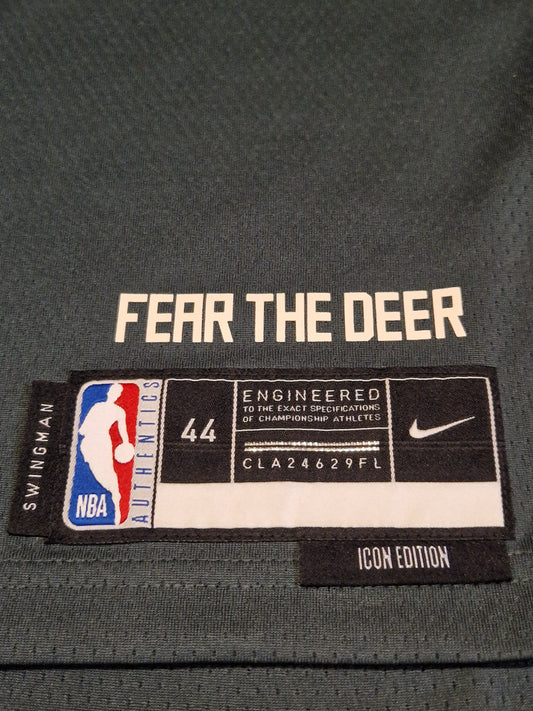 FEAR THE DEER
SWINGMAN
NBA
AUTHENTICS
44
ENGINEERED
TO THE EXACT SPECIFICATIONS
OF CHAMPIONSHIP ATHLETES
CLA24629FL
ICON EDITION